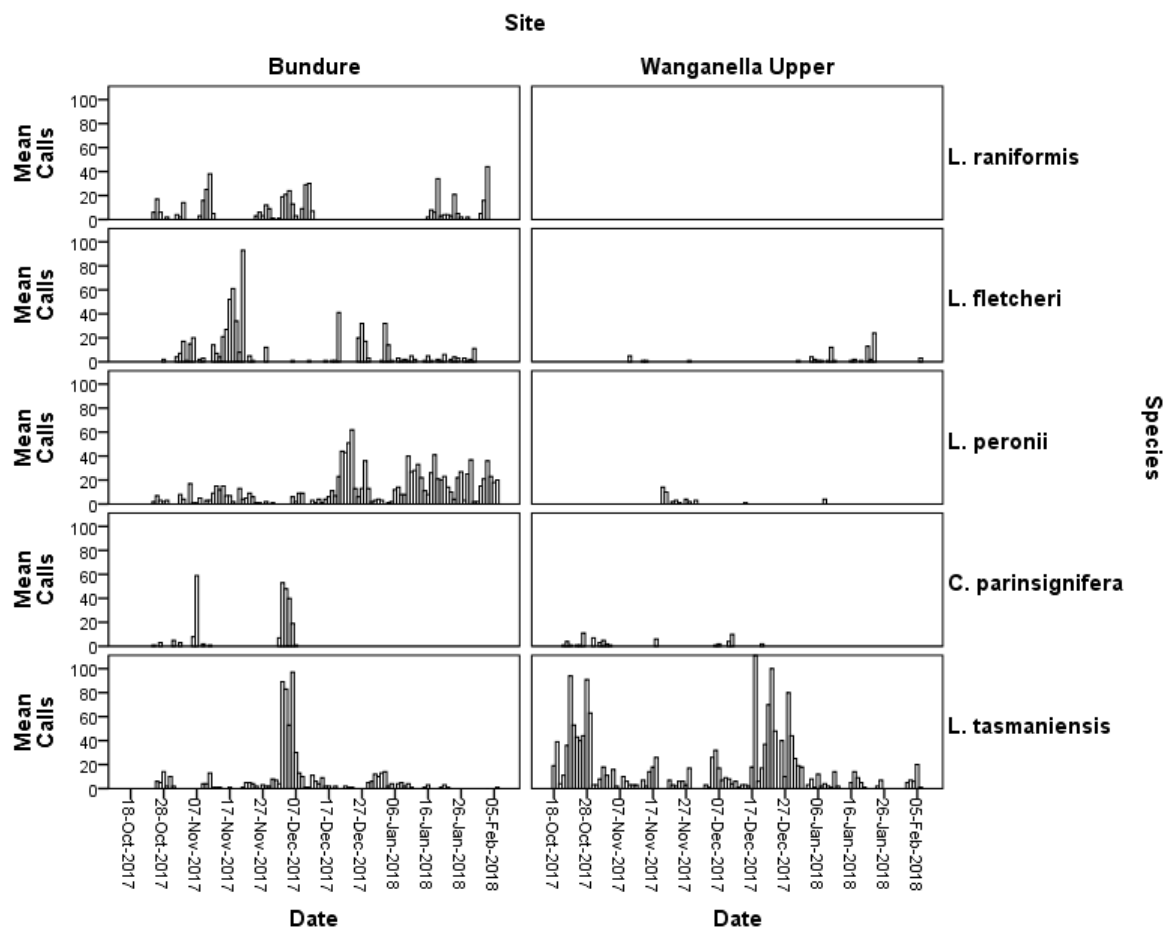 Site
Bundure
Wanganella Upper
Mean
Calls
100
80
60
40
20
0
L. raniformis
Mean
Calls
100
80
60
40
20
0
L. fletcheri
Mean
Calls
100
80
60
40
20
0
L. peronii
Mean
Calls
100
80
60
40
20
0
C. parinsignifera
Mean
Calls
100
80
60
40
20
0
L. tasmaniensis
Species
18-Oct-2017
28-Oct-2017
07-Nov-2017
17-Nov-2017
27-Nov-2017
07-Dec-2017
17-Dec-2017
27-Dec-2017
06-Jan-2018
16-Jan-2018
26-Jan-2018
05-Feb-2018
18-Oct-2017
28-Oct-2017
07-Nov-2017
17-Nov-2017
27-Nov-2017
07-Dec-2017
17-Dec-2017
27-Dec-2017
06-Jan-2018
16-Jan-2018
26-Jan-2018
05-Feb-2018
Date
Date